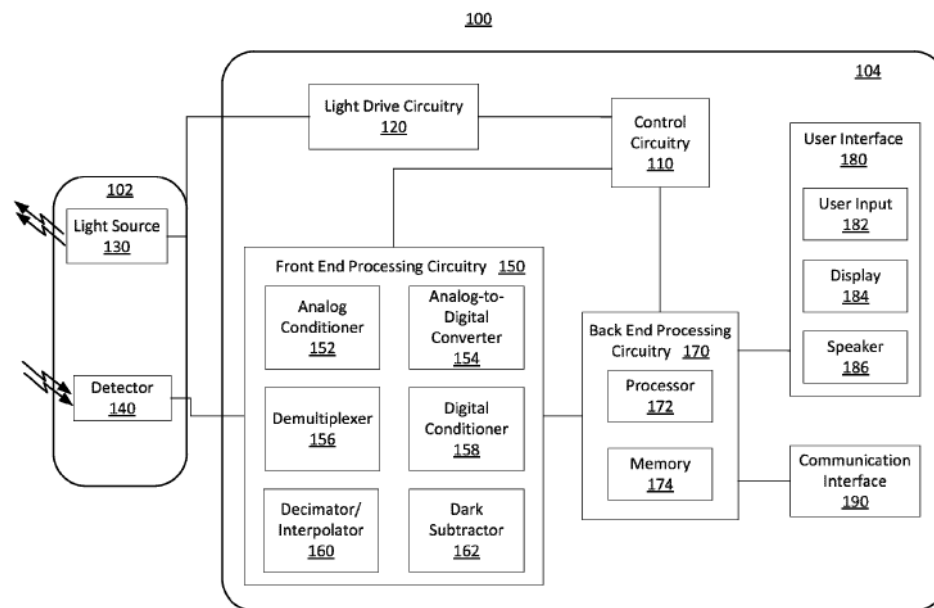 100
104
Light Drive Circuitry
120
Control
Circuitry
110
User Interface
180
User Input
182
Display
184
Speaker
186
102
Light Source
130
Detector
140
Front End Processing Circuitry 150
Analog
Conditioner
152
Analog-to-
Digital
Converter
154
Demultiplexer
156
Digital
Conditioner
158
Decimator/
Interpolator
160
Dark
Subtractor
162
Back End Processing
Circuitry 170
Processor
172
Memory
174
Communication
Interface
190